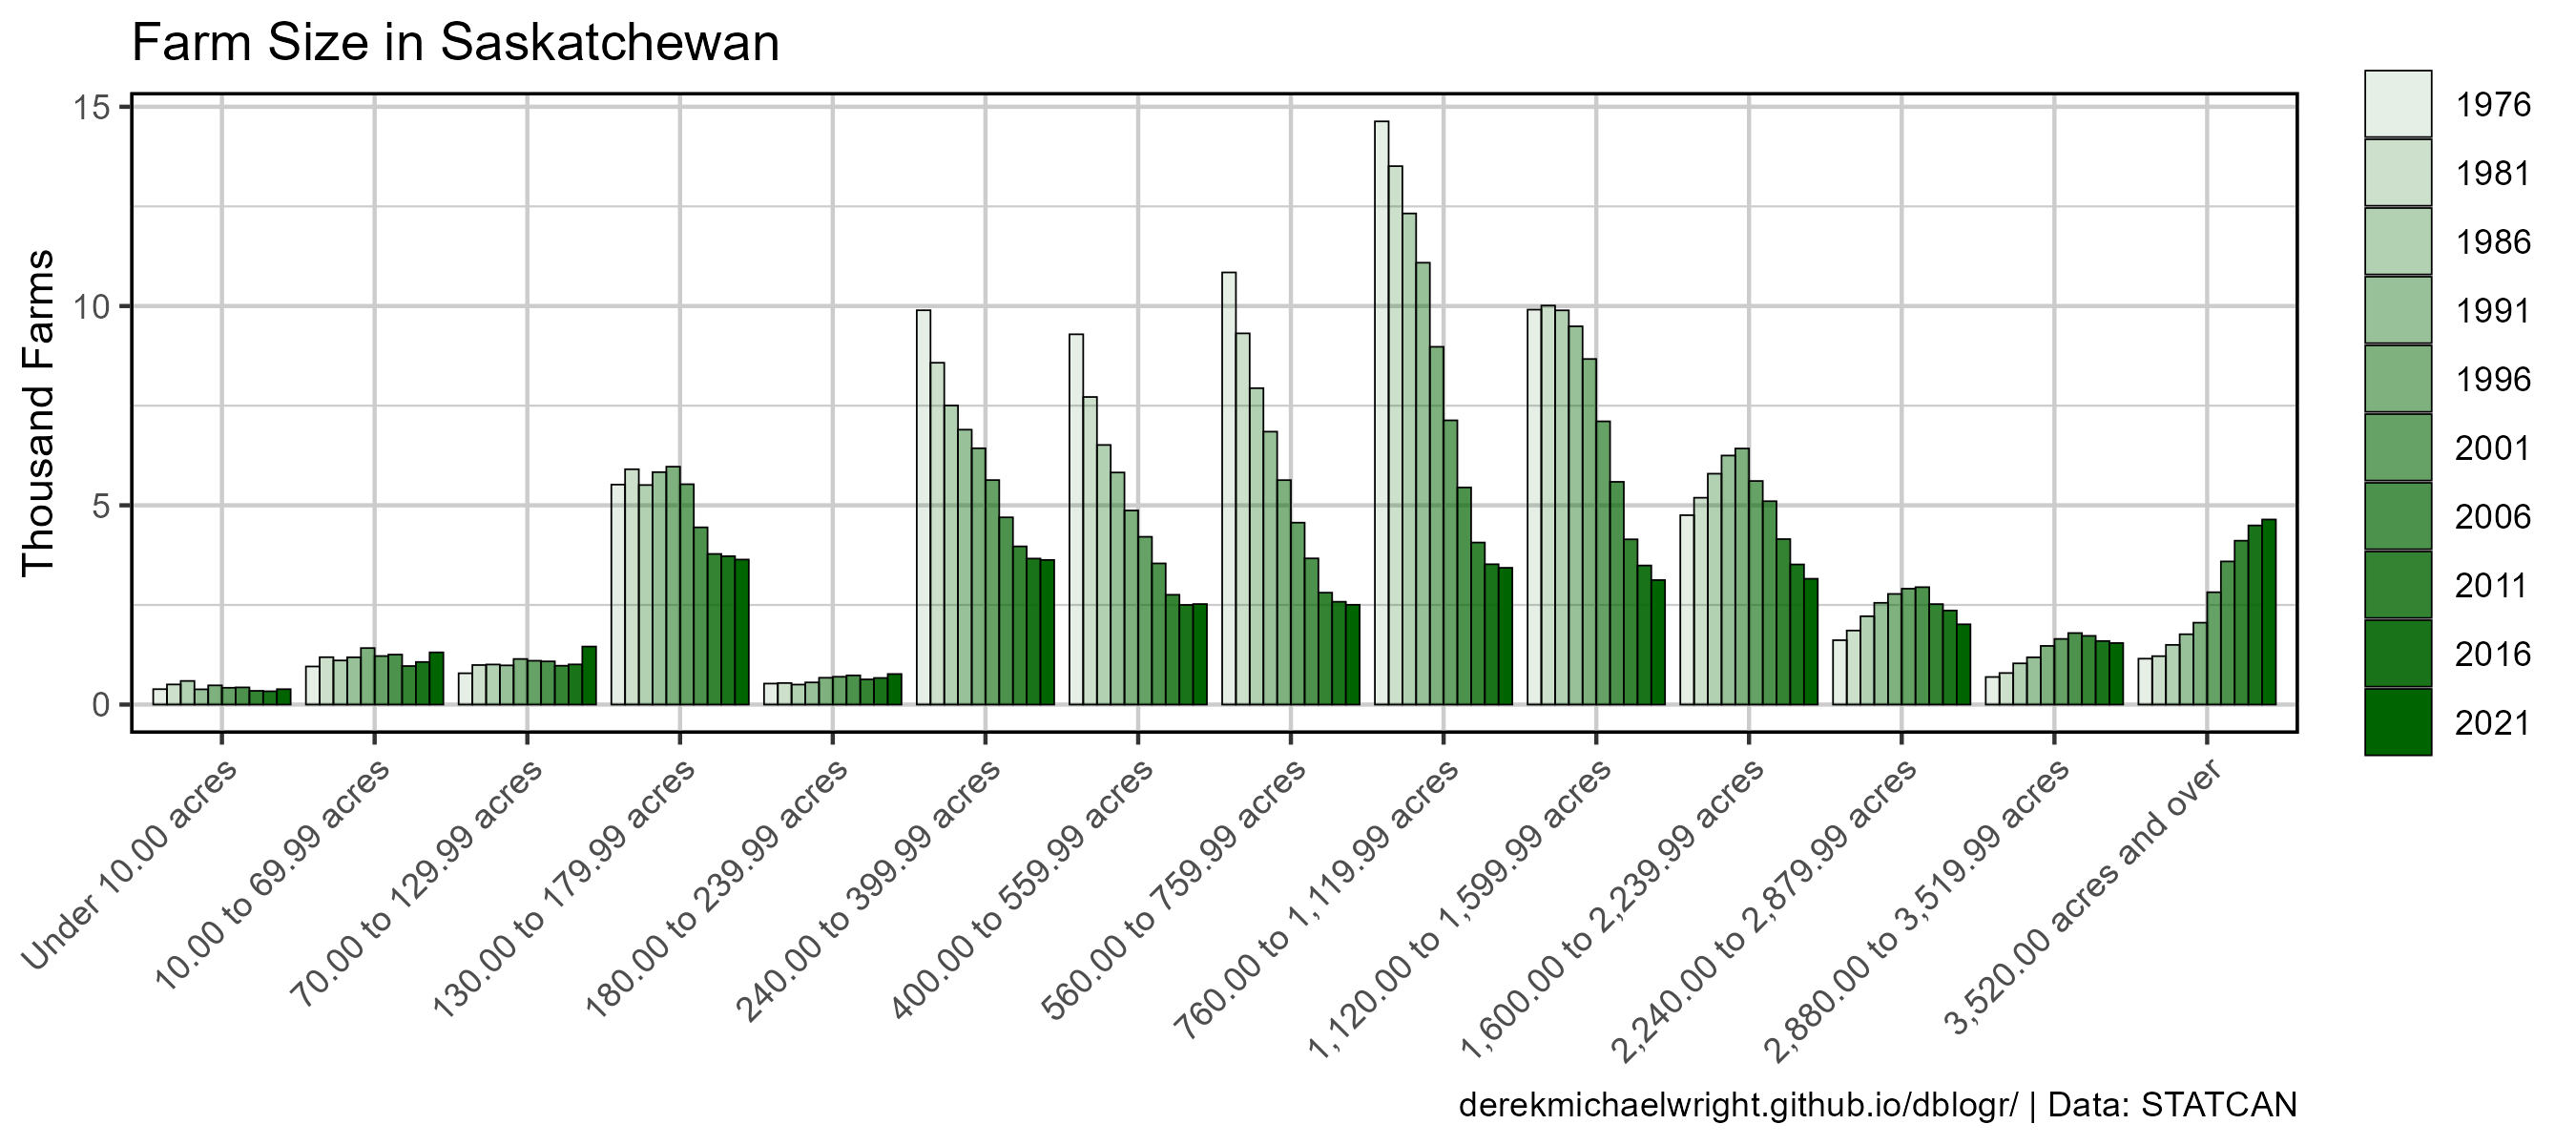 Farm Size in Saskatchewan
Thousand Farms
15
10
5
0
Under 10.00 acres
10.00 to 69.99 acres
70.00 to 129.99 acres
130.00 to 179.99 acres
180.00 to 239.999 acres
240.00 to 399.99 acres
400.00 to 559.99 acres
560.00 to 759.99 acres
760.00 to 1,119.99 acres
1,120.00 to 1,599.99 acres
1,600.00 to 2,239.99 acres
2,240.00 to 2,879.99 acres
2,880.00 to 3,519.99 acres
3,520.00 acres and over
1976
1981
1986
1991
1996
2001
2006
2011
2016
2021
derekmichaelwright.github.io/dblogr/ | Data: STATCAN